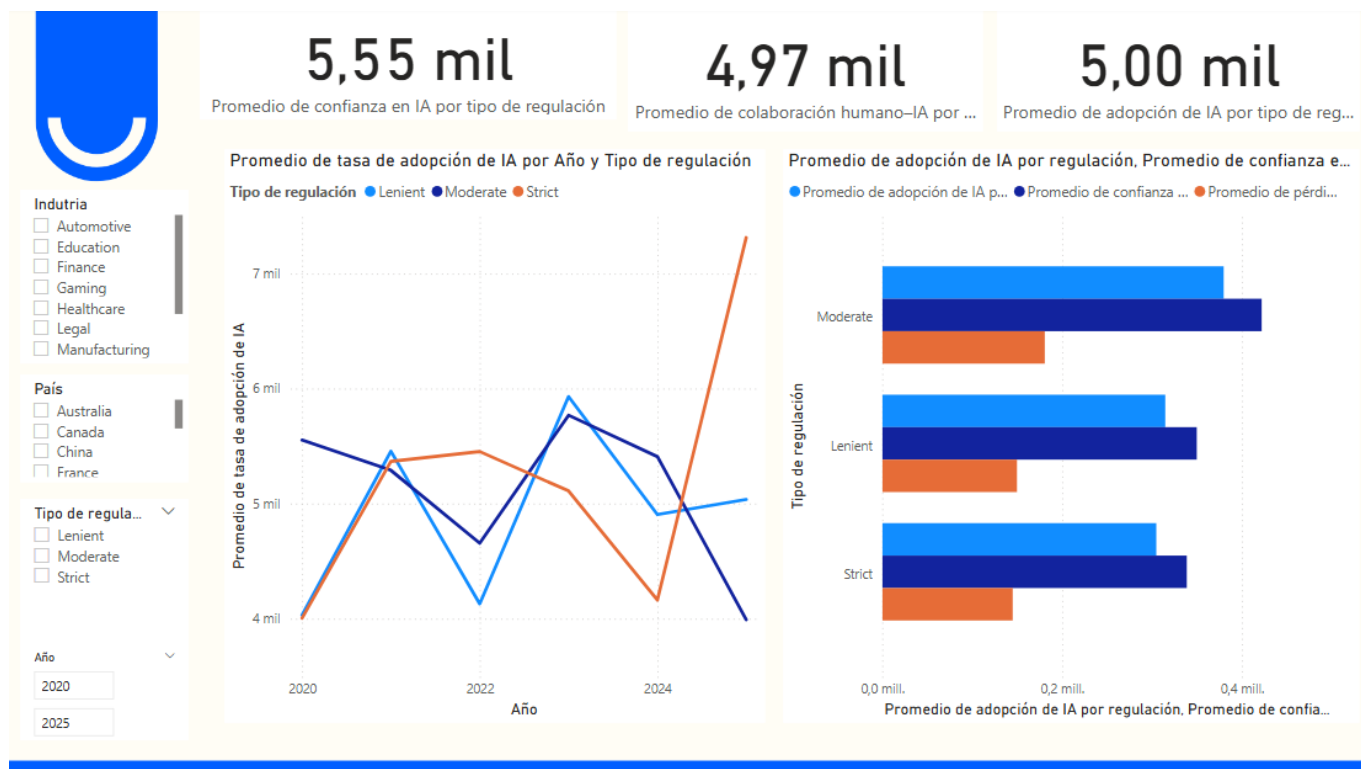 5,55 mil
Promedio de confianza en IA por tipo de regulación
4,97 mil
Promedio de colaboración humano–IA por ...
5,00 mil
Promedio de adopción de IA por tipo de reg...
Indutria
Automotive
Education
Finance
Gaming
Healthcare
Legal
Manufacturing
País
Australia
Canada
China
France
Tipo de regula...
Lenient
Moderate
Strict
Año
2020
2025
Promedio de tasa de adopción de IA por Año y Tipo de regulación
Tipo de regulación Lenient Moderate Strict
Promedio de tasa de adopción de IA
7 mil
6 mil
5 mil
4 mil
2020 2022 2024
Año
Promedio de adopción de IA por regulación, Promedio de confianza e...
Promedio de adopción de IA p... Promedio de confianza ... Promedio de pérdi...
Tipo de regulación
Moderate
Lenient
Strict
0,0 mill. 0,2 mill. 0,4 mill.
Promedio de adopción de IA por regulación, Promedio de confia...